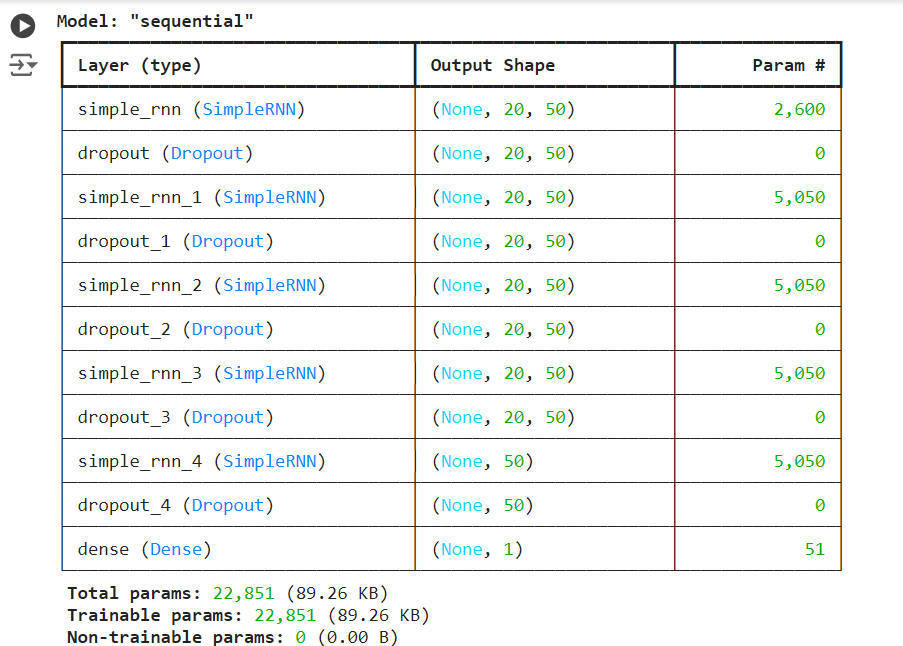 Model: "sequential"
Layer (type) Output Shape Param #
simple_rnn (SimpleRNN) (None, 20, 50) 2,600
dropout (Dropout) (None, 20, 50) 0
simple_rnn_1 (SimpleRNN) (None, 20, 50) 5,050
dropout_1 (Dropout) (None, 20, 50) 0
simple_rnn_2 (SimpleRNN) (None, 20, 50) 5,050
dropout_2 (Dropout) (None, 20, 50) 0
simple_rnn_3 (SimpleRNN) (None, 20, 50) 5,050
dropout_3 (Dropout) (None, 20, 50) 0
simple_rnn_4 (SimpleRNN) (None, 50) 5,050
dropout_4 (Dropout) (None, 50) 0
dense (Dense) (None, 1) 51
Total params: 22,851 (89.26 KB)
Trainable params: 22,851 (89.26 KB)
Non-trainable params: 0 (0.00 B)